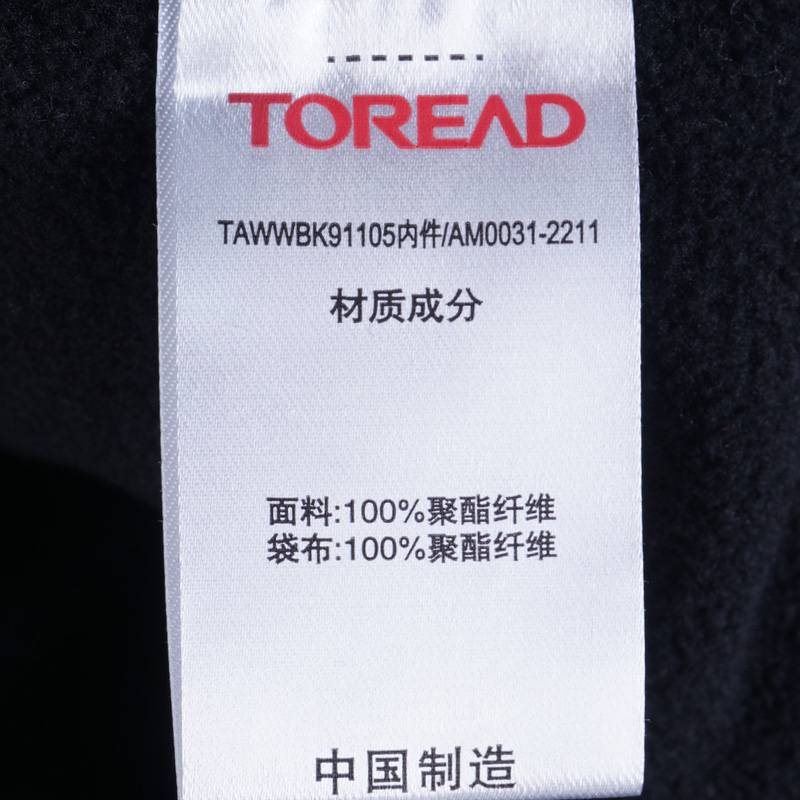 TOREAD
TAWWBK91105内件/AM0031-2211
材质成分
面料:100%聚酯纤维
袋布:100%聚酯纤维
中国制造